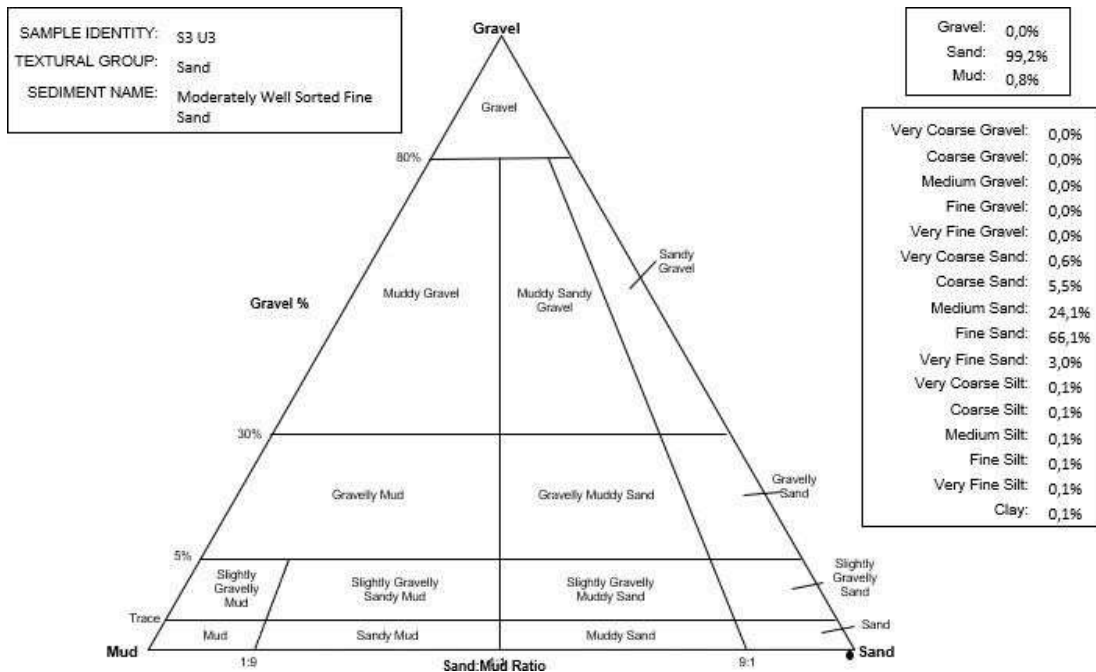 SAMPLE IDENTITY: S3 U3
TEXTURAL GROUP: Sand
SEDIMENT NAME: Moderately Well Sorted Fine
Sand
Gravel: 0,0%
Sand: 99,2%
Mud: 0,8%
Very Coarse Gravel: 0,0%
Coarse Gravel: 0,0%
Medium Gravel: 0,0%
Fine Gravel: 0,0%
Very Fine Gravel: 0,0%
Very Coarse Sand: 0,6%
Coarse Sand: 5,5%
Medium Sand: 24,1%
Fine Sand: 66,1%
Very Fine Sand: 3,0%
Very Coarse Silt: 0,1%
Coarse Silt: 0,1%
Medium Silt: 0,1%
Fine Silt: 0,1%
Very Fine Silt: 0,1%
Clay: 0,1%
Gravel
Gravel
80%
Sandy
Gravel
Muddy Gravel
Muddy Sandy
Gravel
Gravel %
30%
Gravelly Mud
Gravelly Muddy Sand
Gravelly
Sand
5%
Slightly
Gravelly
Mud
Slightly Gravelly
Sandy Mud
Slightly Gravelly
Muddy Sand
Slightly
Gravelly
Sand
Trace
Mud
Sandy Mud
Muddy Sand
Sand
Mud
Sand
1:9
9:1
Sand:Mud Ratio